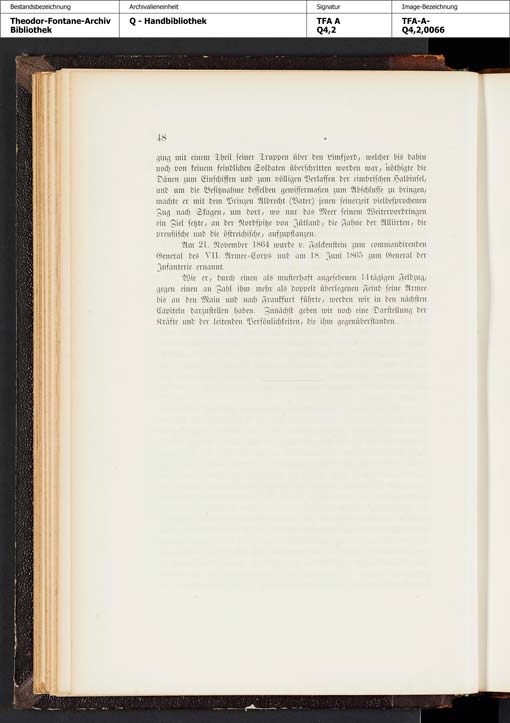 Bestandsbezeichnung Archivalieneinheit Signatur Image-Bezeichnung
Theodor-Fontane-Archiv Q - Handbibliothek TFA A TFA-A-
Bibliothek Q4,2 Q4,2,0066
48
ging mit einem Theil seiner Truppen über den Limfjord, welcher bis dahin
noch von keinem feindlichen Soldaten überschritten worden war, nöthigte die
Dänen zum Einschiffen und zum völligen Verlassen der cimbrischen Halbinsel,
und um die Besitznahme desselben gewissermaßen zum Abschlusse zu bringen,
machte er mit dem Prinzen Albrecht (Vater) jenen seinerzeit vielbesprochenen
Zug nach Skagen, um dort, wo nur das Meer seinem Weitervordringen
ein Ziel setzte, an der Nordspitze von Jütland, die Fahne der Alliirten, die
preußische und die östreichische, aufzupflanzen.
Am 21. November 1864 wurde v. Falckenstein zum commandirenden
General des VII. Armee-Corps und am 18. Juni 1865 zum General der
Infanterie ernannt.
Wie er, durch einen als musterhaft angesehenen 14tägigen Feldzug,
gegen einen an Zahl ihm mehr als doppelt überlegenen Feind seine Armee
bis an den Main und nach Frankfurt führte, werden wir in den nächsten
Capiteln darzustellen haben. Zunächst geben wir noch eine Darstellung der
Kräfte und der leitenden Persönlichkeiten, die ihm gegenüberstanden.